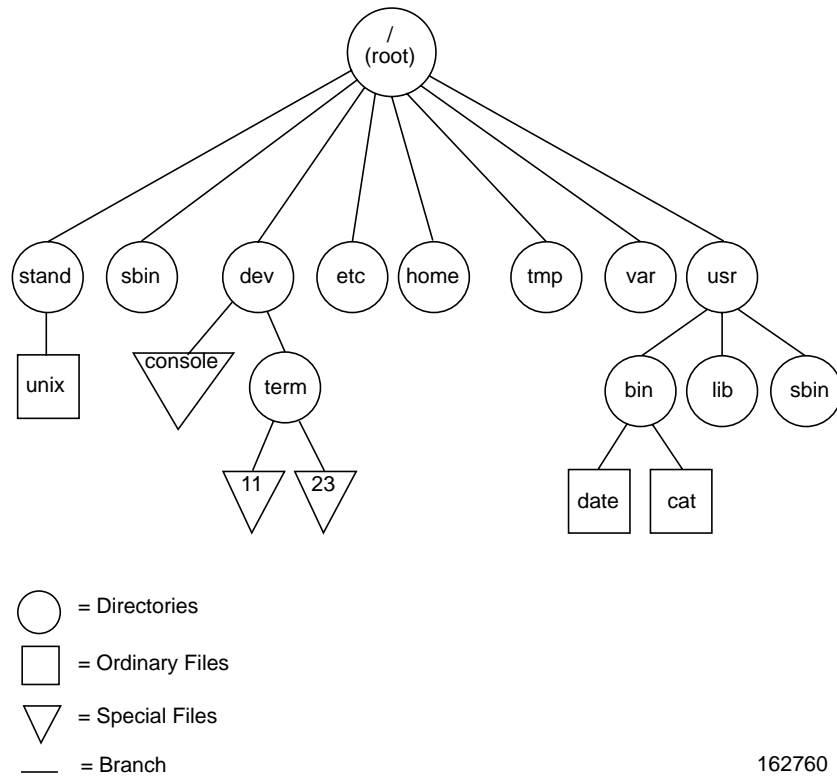 /
(root)
stand sbin dev etc home tmp var usr
unix console term bin lib sbin
11 23 date cat
= Directories
= Ordinary Files
= Special Files
= Branch
162760